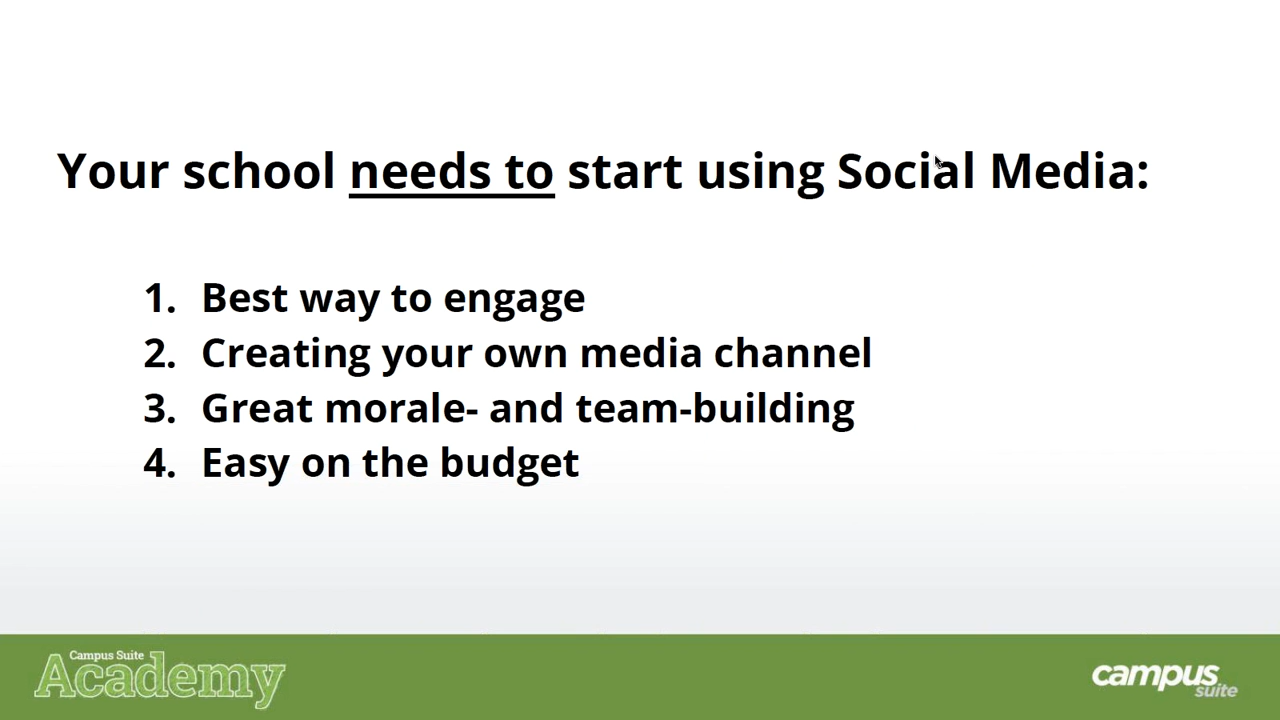 Your school needs to start using Social Media:
1. Best way to engage
2. Creating your own media channel
3. Great morale- and team-building
4. Easy on the budget
Campus Suite
Academy
campus
suite